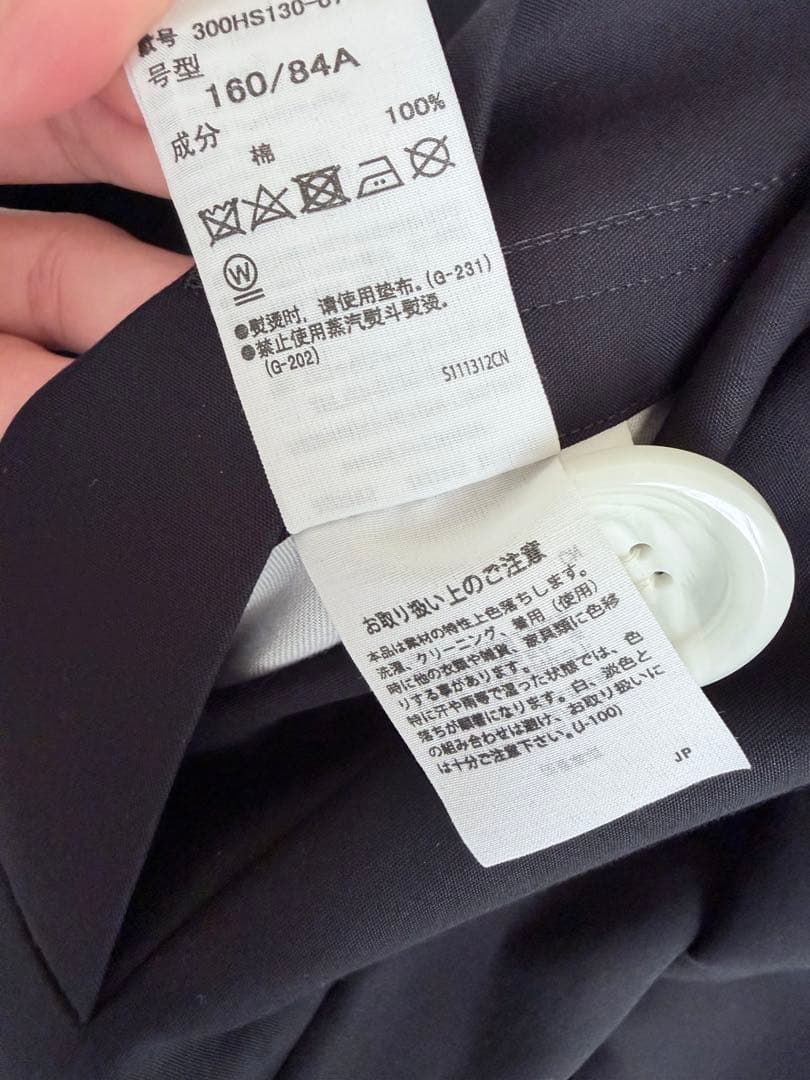 款号 300HS130-
号型 160/84A
成分 棉 100%
W
●熨烫时，请使用垫布。(G-231)
●禁止使用蒸汽熨斗熨烫。
(G-202)
S111312CN
お取り扱い上のご注意
本品は素材の特性上色落ちします。
洗濯、クリーニング、着用（使用）
時に他の衣類や雑貨、家具類に色移
りする事があります。
特に汗や雨等で湿った状態では、色
落ちが顕著になります。白、淡色と
の組み合わせは避け、お取り扱いに
は十分ご注意下さい。(J-100)
JP